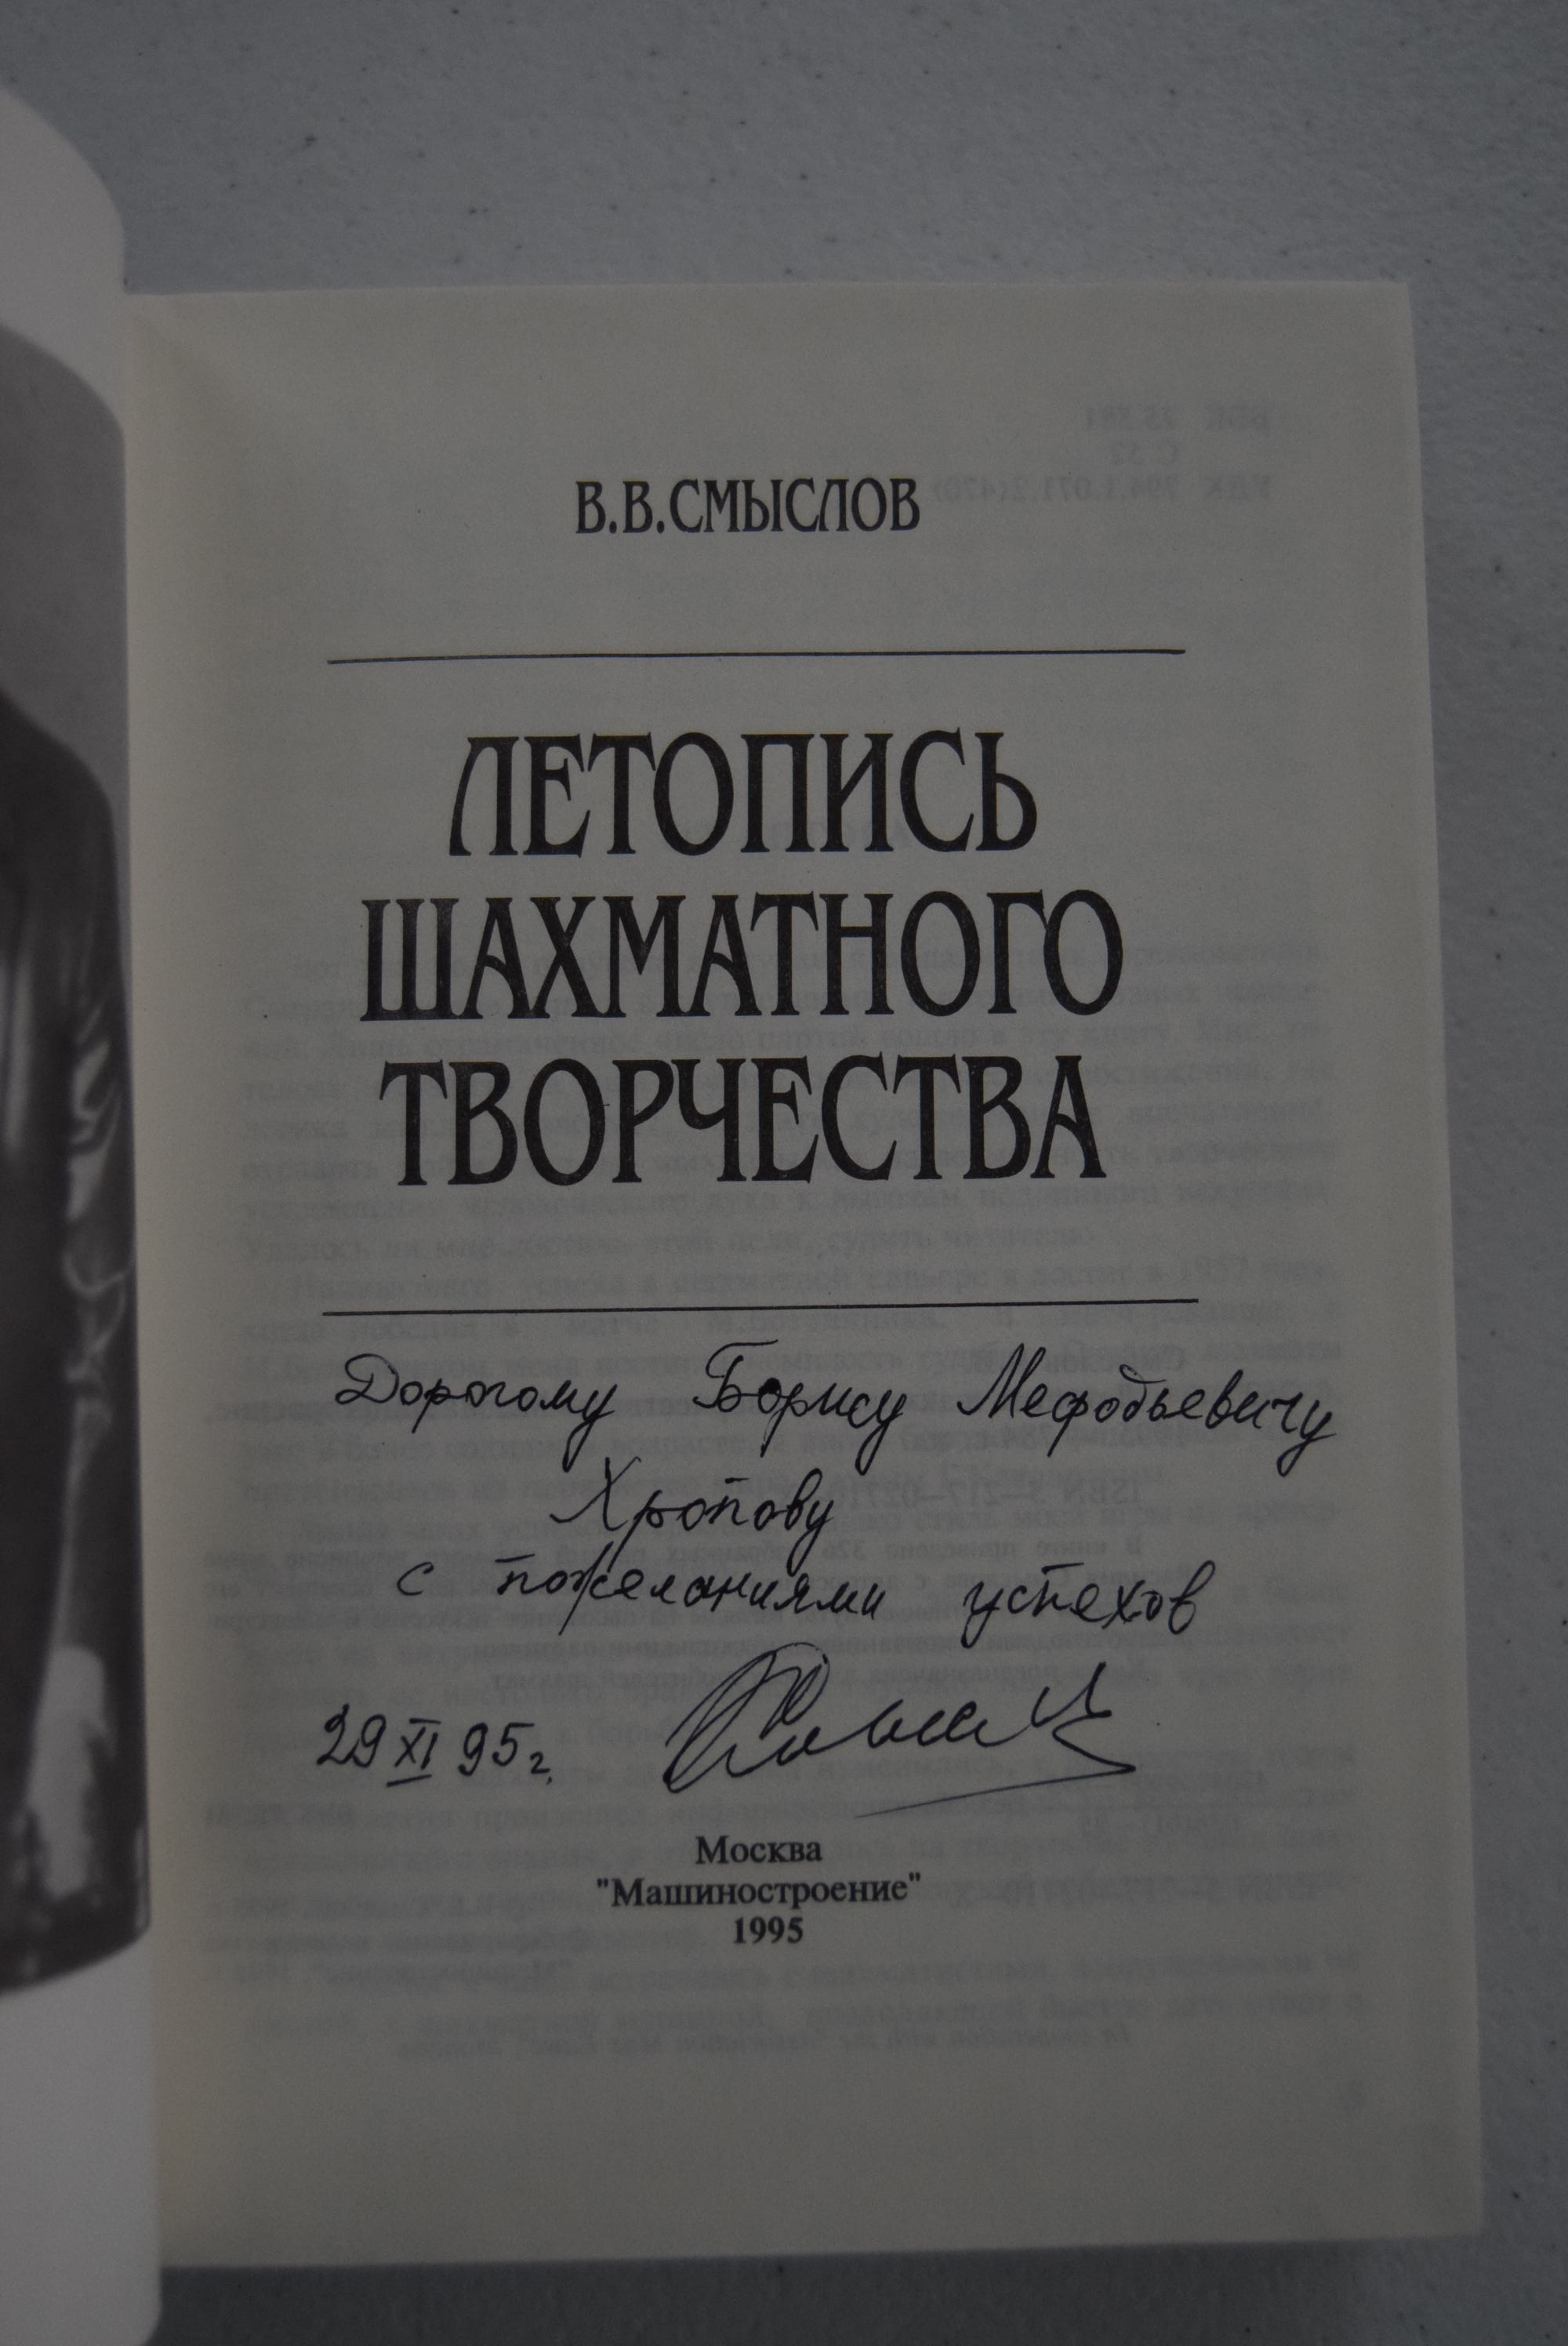 В.В.СМЫСЛОВ
ЛЕТОПИСЬ
ШАХМАТНОГО
ТВОРЧЕСТВА
Дорогому Борису Мефодьевичу
Хропову
с пожеланиями успехов
29 XI 95г.
Москва
"Машиностроение"
1995